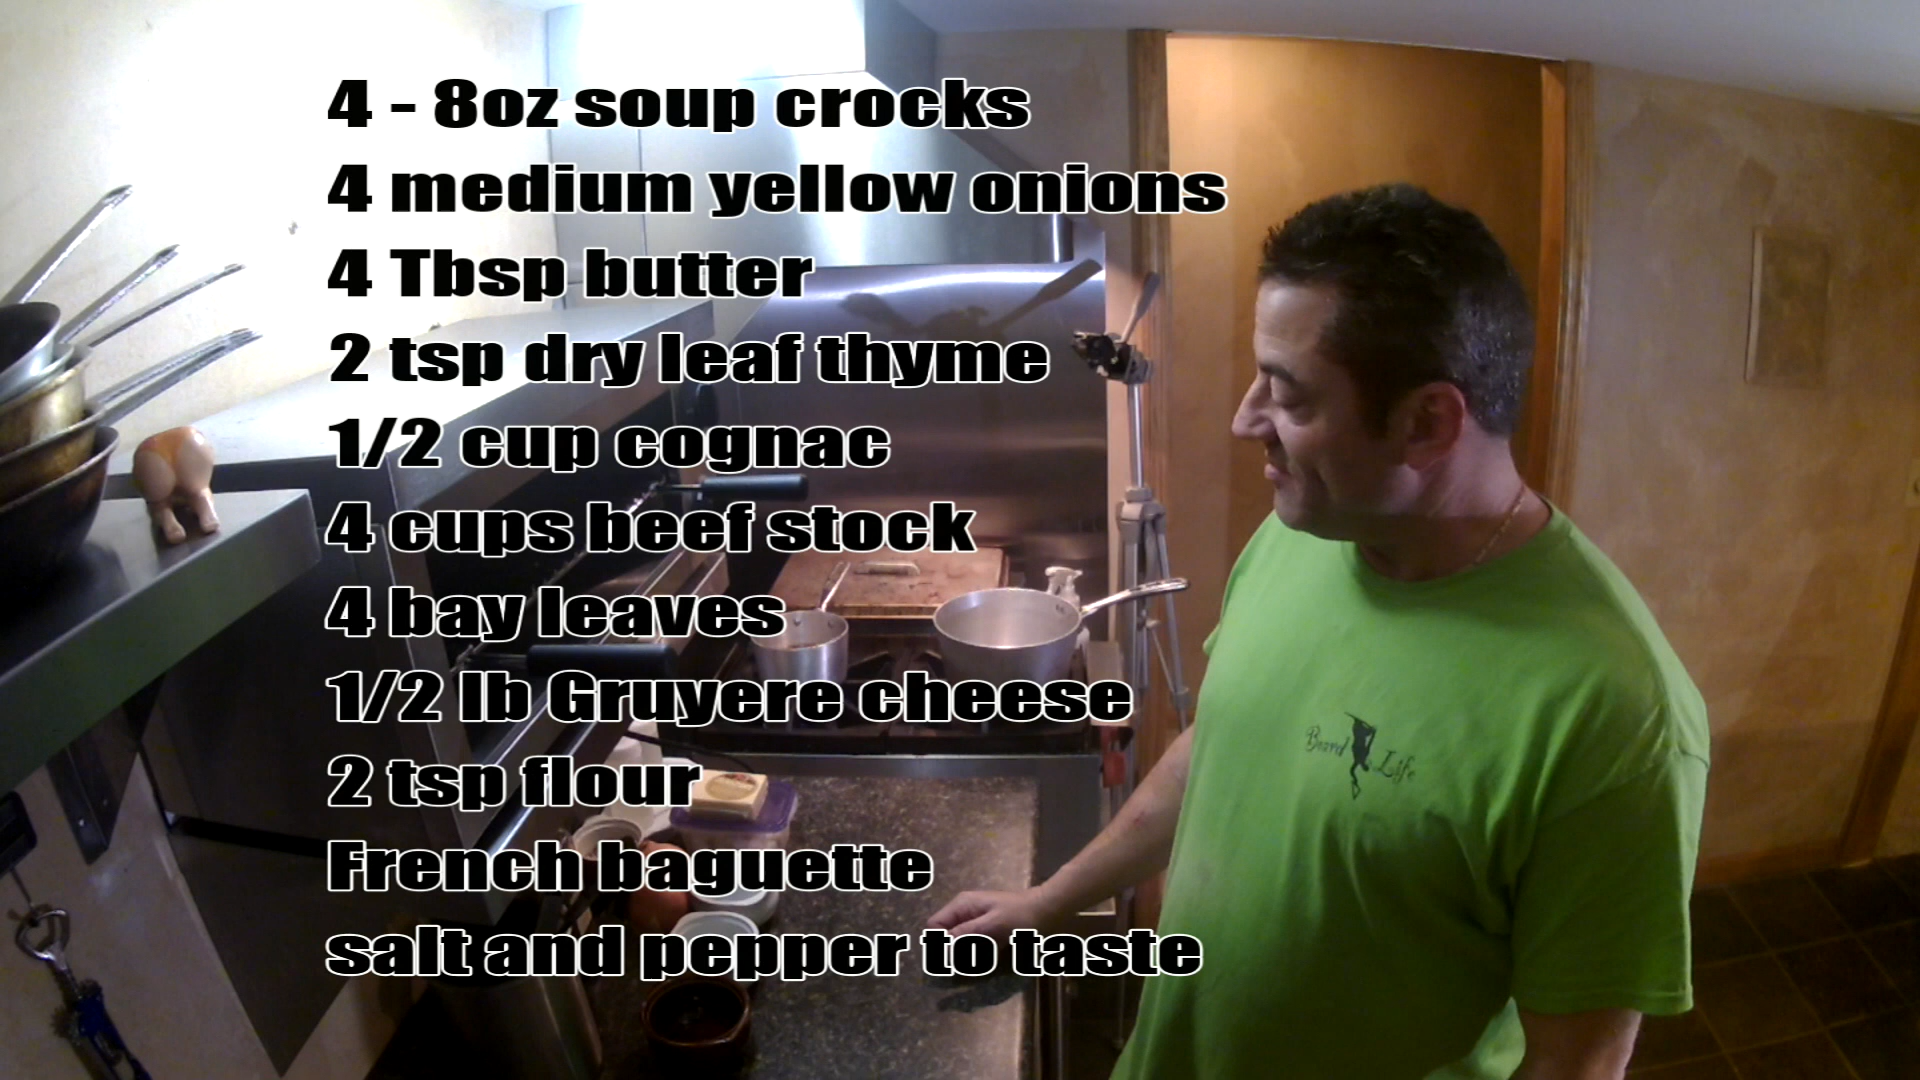 4 - 8oz soup crocks
4 medium yellow onions
4 Tbsp butter
2 tsp dry leaf thyme
1/2 cup cognac
4 cups beef stock
4 bay leaves
1/2 lb Gruyere cheese
2 tsp flour
French baguette
salt and pepper to taste
Board Life